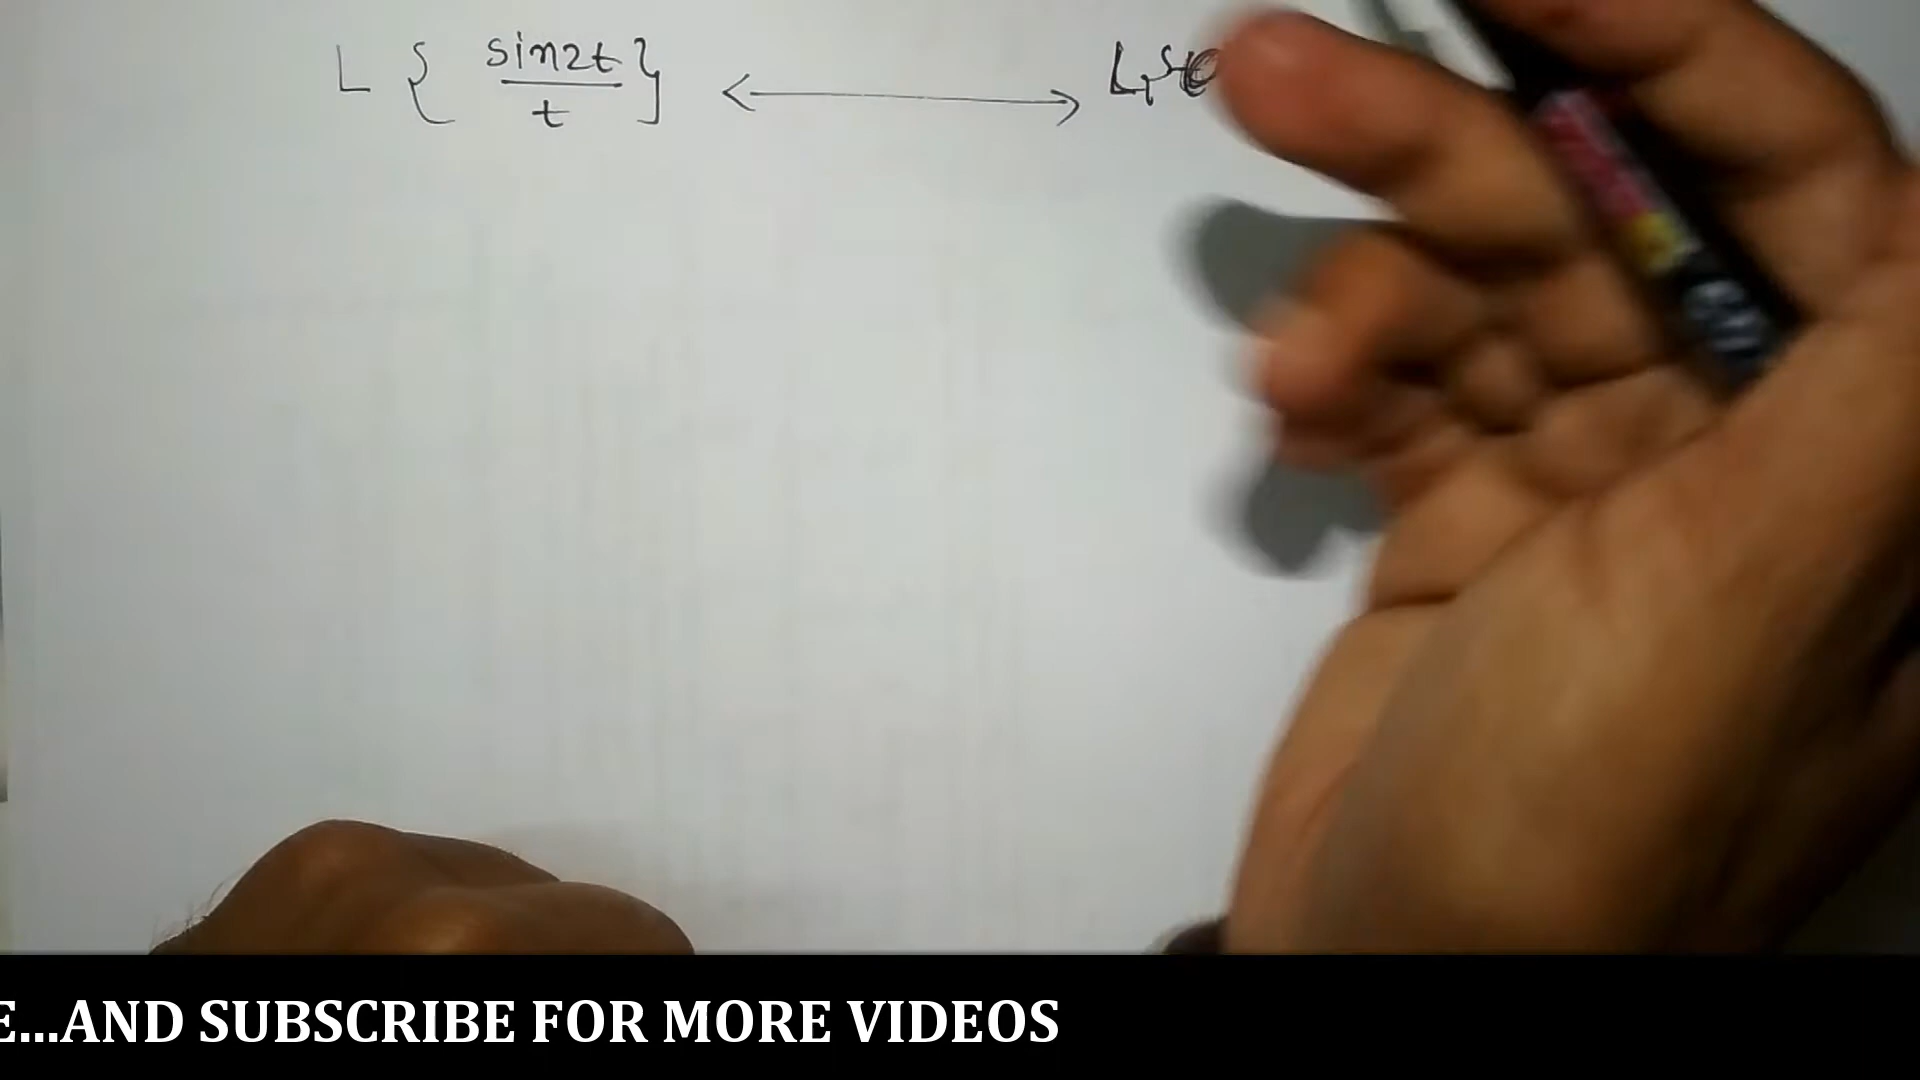 L { sin2t / t } ⟷ L
E...AND SUBSCRIBE FOR MORE VIDEOS